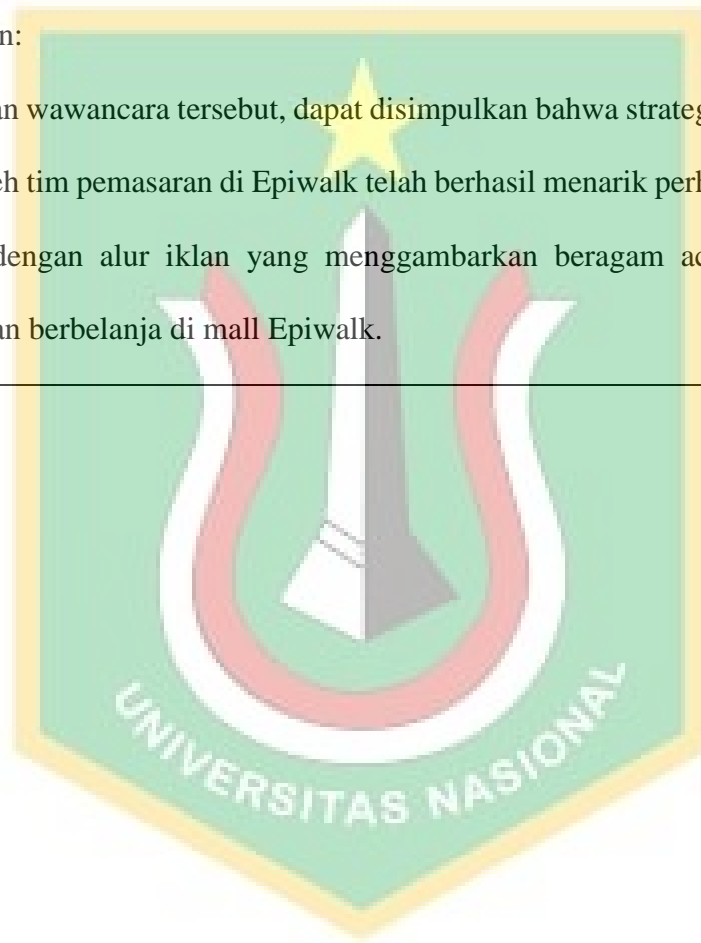 n:
an wawancara tersebut, dapat disimpulkan bahwa strateg
eh tim pemasaran di Epiwalk telah berhasil menarik perh
dengan alur iklan yang menggambarkan beragam ac
an berbelanja di mall Epiwalk.
UNIVERSITAS NASIONAL